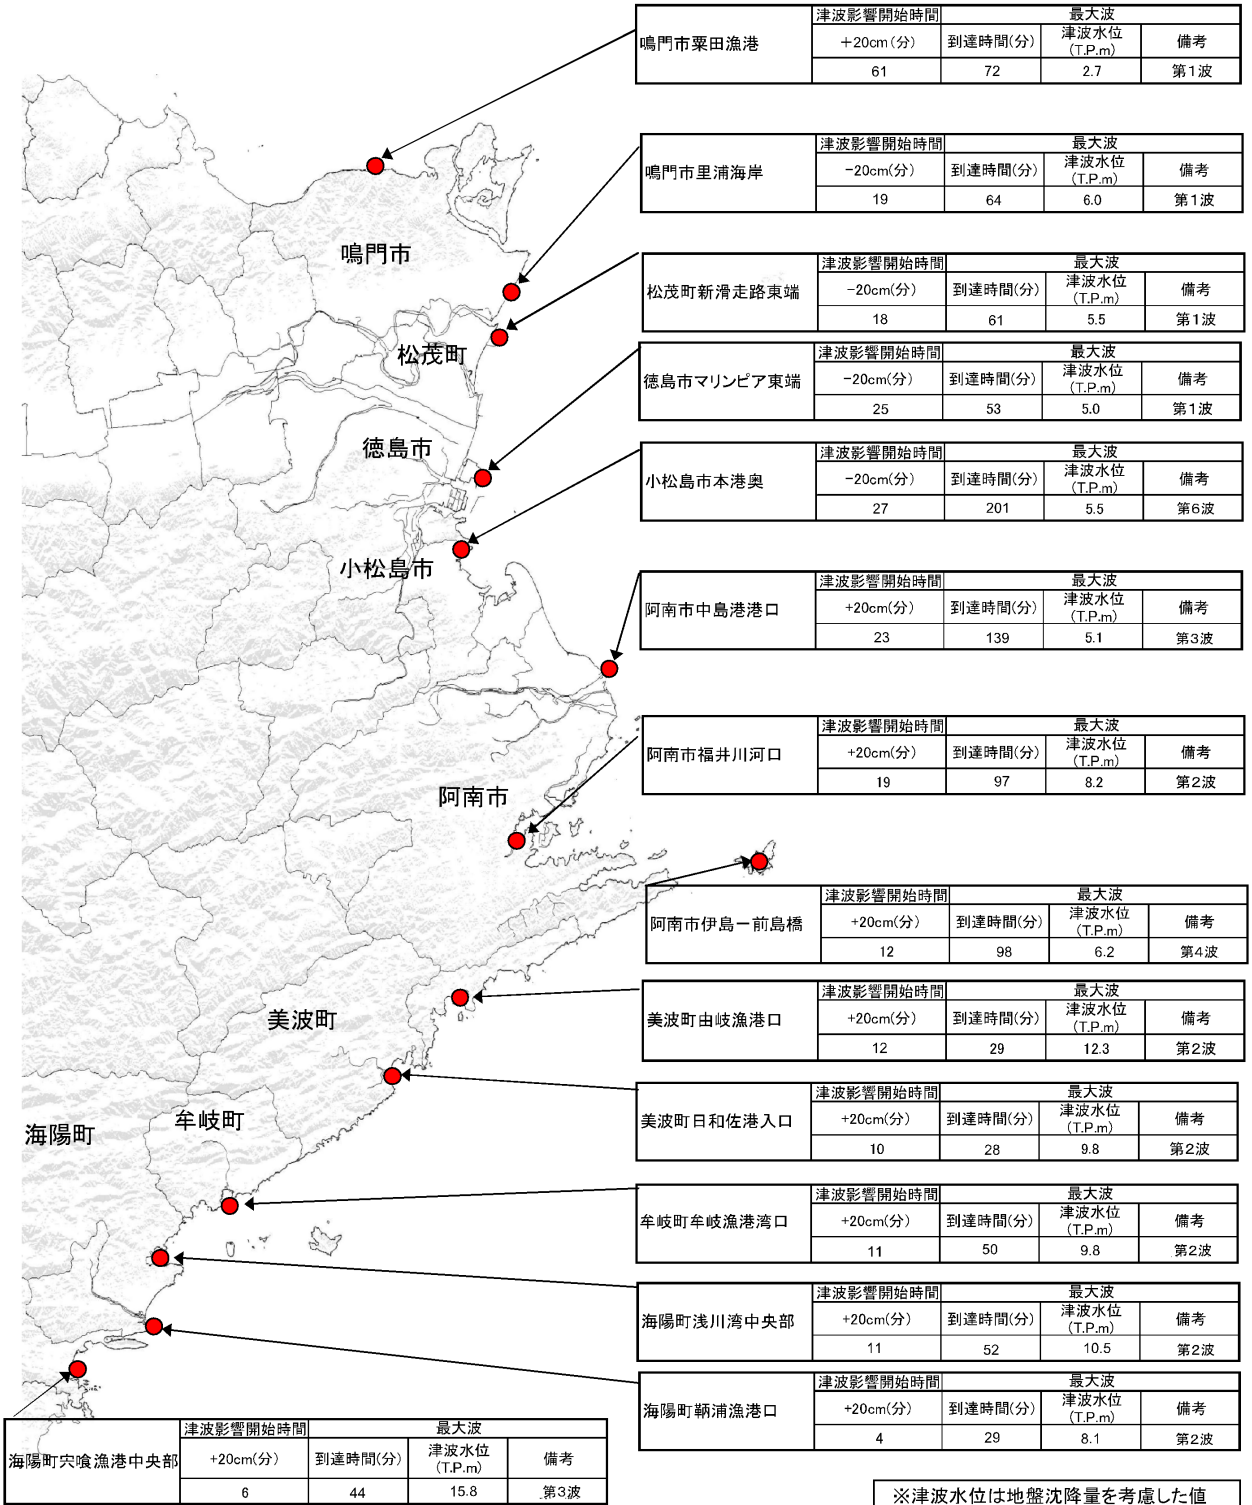 津波影響開始時間 最大波
鳴門市粟田漁港 +20cm(分) 到達時間(分) 津波水位(T.P.m) 備考
61 72 2.7 第1波
津波影響開始時間 最大波
鳴門市里浦海岸 -20cm(分) 到達時間(分) 津波水位(T.P.m) 備考
19 64 6.0 第1波
津波影響開始時間 最大波
松茂町新滑走路東端 -20cm(分) 到達時間(分) 津波水位(T.P.m) 備考
18 61 5.5 第1波
津波影響開始時間 最大波
徳島市マリンピア東端 -20cm(分) 到達時間(分) 津波水位(T.P.m) 備考
25 53 5.0 第1波
津波影響開始時間 最大波
小松島市本港奥 -20cm(分) 到達時間(分) 津波水位(T.P.m) 備考
27 201 5.5 第6波
津波影響開始時間 最大波
阿南市中島港港口 +20cm(分) 到達時間(分) 津波水位(T.P.m) 備考
23 139 5.1 第3波
津波影響開始時間 最大波
阿南市福井川河口 +20cm(分) 到達時間(分) 津波水位(T.P.m) 備考
19 97 8.2 第2波
津波影響開始時間 最大波
阿南市伊島ー前島橋 +20cm(分) 到達時間(分) 津波水位(T.P.m) 備考
12 98 6.2 第4波
津波影響開始時間 最大波
美波町由岐漁港口 +20cm(分) 到達時間(分) 津波水位(T.P.m) 備考
12 29 12.3 第2波
津波影響開始時間 最大波
美波町日和佐港入口 +20cm(分) 到達時間(分) 津波水位(T.P.m) 備考
10 28 9.8 第2波
津波影響開始時間 最大波
牟岐町牟岐漁港湾口 +20cm(分) 到達時間(分) 津波水位(T.P.m) 備考
11 50 9.8 第2波
津波影響開始時間 最大波
海陽町浅川湾中央部 +20cm(分) 到達時間(分) 津波水位(T.P.m) 備考
11 52 10.5 第2波
津波影響開始時間 最大波
海陽町鞆浦漁港口 +20cm(分) 到達時間(分) 津波水位(T.P.m) 備考
4 29 8.1 第2波
津波影響開始時間 最大波
海陽町宍喰漁港中央部 +20cm(分) 到達時間(分) 津波水位(T.P.m) 備考
6 44 15.8 第3波
鳴門市
松茂町
徳島市
小松島市
阿南市
美波町
牟岐町
海陽町
※津波水位は地盤沈降量を考慮した値